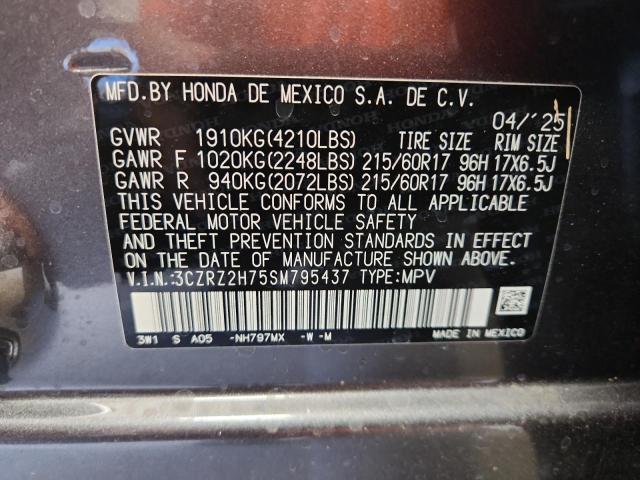 MFD.BY HONDA DE MEXICO S.A. DE C.V.
04/'25
GVWR 1910KG(4210LBS) TIRE SIZE RIM SIZE
GAWR F 1020KG(2248LBS) 215/60R17 96H 17X6.5J
GAWR R 940KG(2072LBS) 215/60R17 96H 17X6.5J
THIS VEHICLE CONFORMS TO ALL APPLICABLE
FEDERAL MOTOR VEHICLE SAFETY
AND THEFT PREVENTION STANDARDS IN EFFECT
ON THE DATE OF MANUFACTURE SHOWN ABOVE.
V.I.N.:3CZRZ2H75SM795437 TYPE:MPV
3W1 S A05 -NH797MX -W -M MADE IN MEXICO